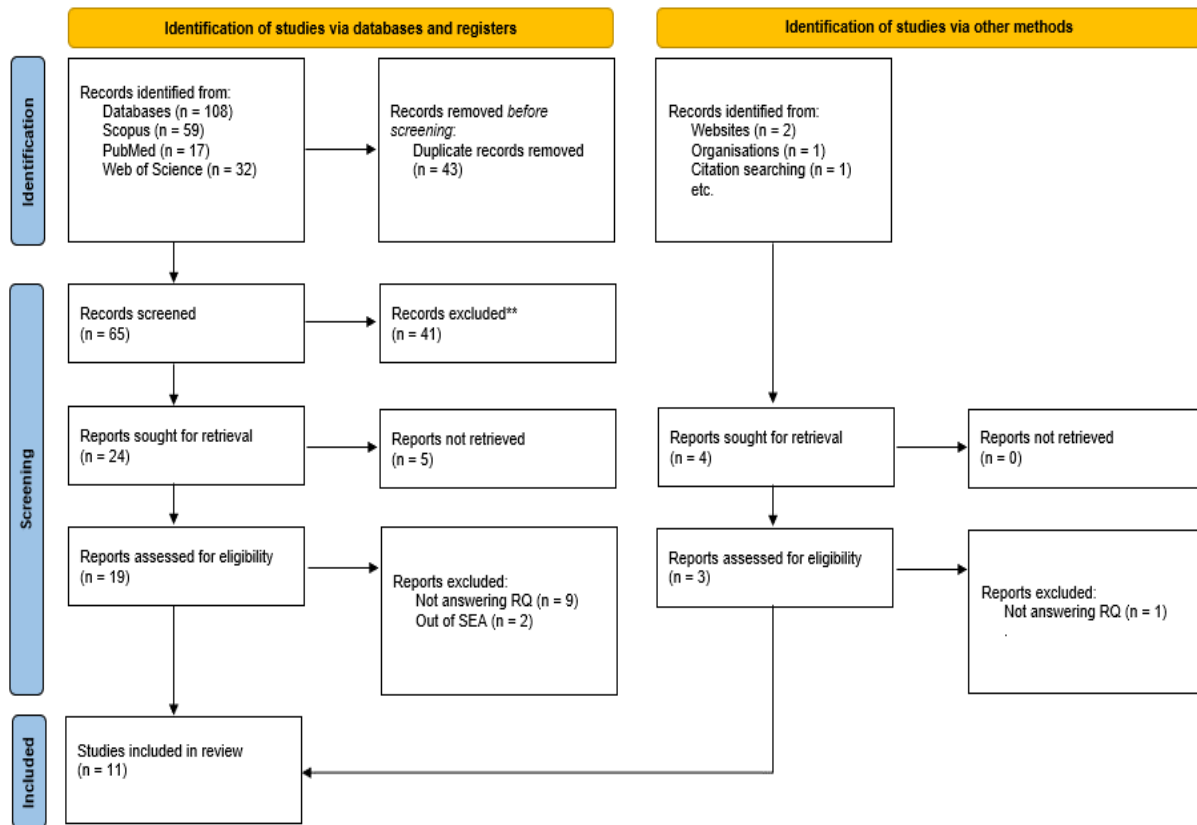 Identification of studies via databases and registers
Identification of studies via other methods
Identification
Records identified from:
Databases (n = 108)
Scopus (n = 59)
PubMed (n = 17)
Web of Science (n = 32)
Records removed before
screening:
Duplicate records removed
(n = 43)
Records identified from:
Websites (n = 2)
Organisations (n = 1)
Citation searching (n = 1)
etc.
Screening
Records screened
(n = 65)
Records excluded**
(n = 41)
Reports sought for retrieval
(n = 24)
Reports not retrieved
(n = 5)
Reports sought for retrieval
(n = 4)
Reports not retrieved
(n = 0)
Reports assessed for eligibility
(n = 19)
Reports excluded:
Not answering RQ (n = 9)
Out of SEA (n = 2)
Reports assessed for eligibility
(n = 3)
Reports excluded:
Not answering RQ (n = 1)
.
Included
Studies included in review
(n = 11)